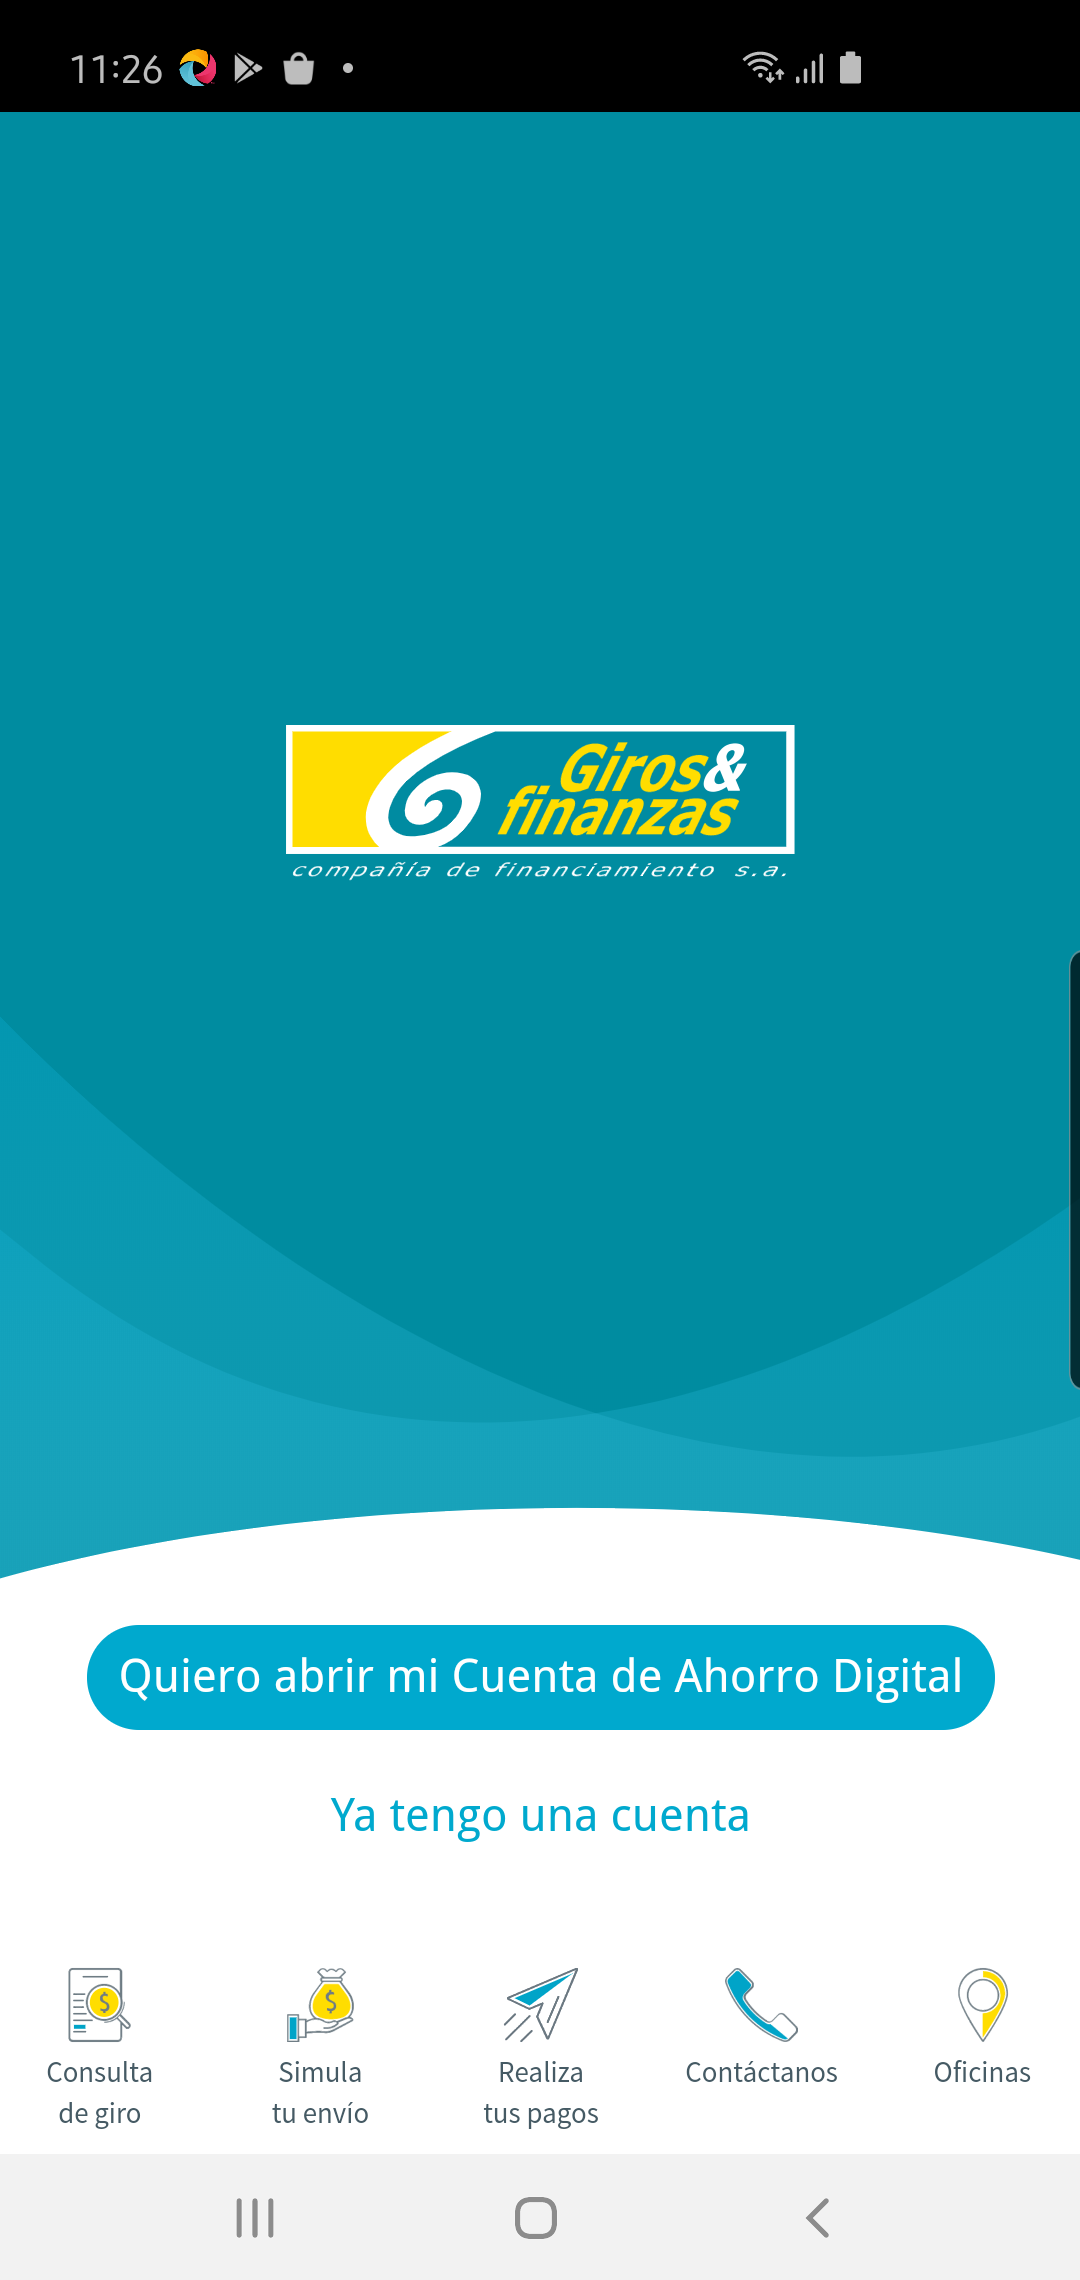 11:26
Giros&
finanzas
compañía de financiamiento s.a.
Quiero abrir mi Cuenta de Ahorro Digital
Ya tengo una cuenta
Consulta
de giro
Simula
tu envío
Realiza
tus pagos
Contáctanos
Oficinas